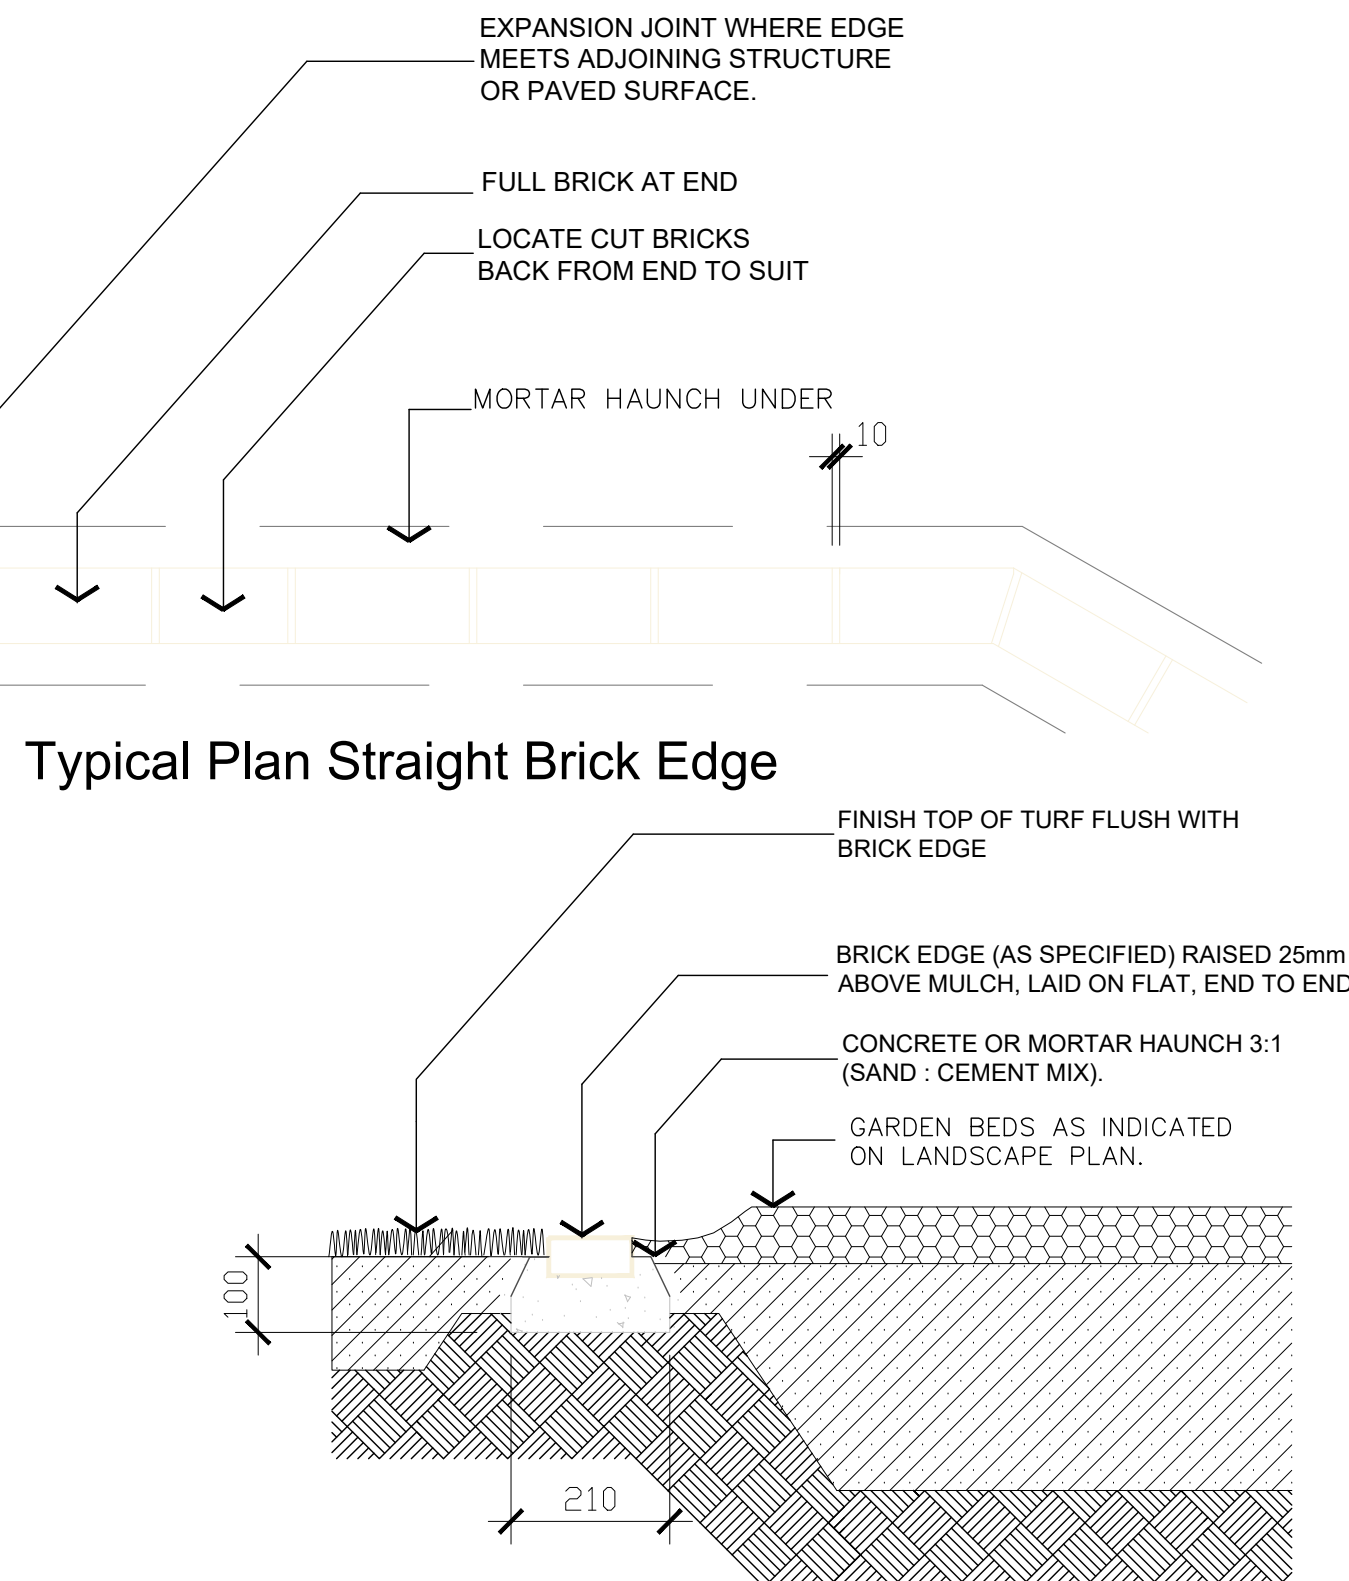 EXPANSION JOINT WHERE EDGE
MEETS ADJOINING STRUCTURE
OR PAVED SURFACE.
FULL BRICK AT END
LOCATE CUT BRICKS
BACK FROM END TO SUIT
MORTAR HAUNCH UNDER
10
Typical Plan Straight Brick Edge
FINISH TOP OF TURF FLUSH WITH
BRICK EDGE
BRICK EDGE (AS SPECIFIED) RAISED 25mm
ABOVE MULCH, LAID ON FLAT, END TO END
CONCRETE OR MORTAR HAUNCH 3:1
(SAND : CEMENT MIX).
GARDEN BEDS AS INDICATED
ON LANDSCAPE PLAN.
100
210